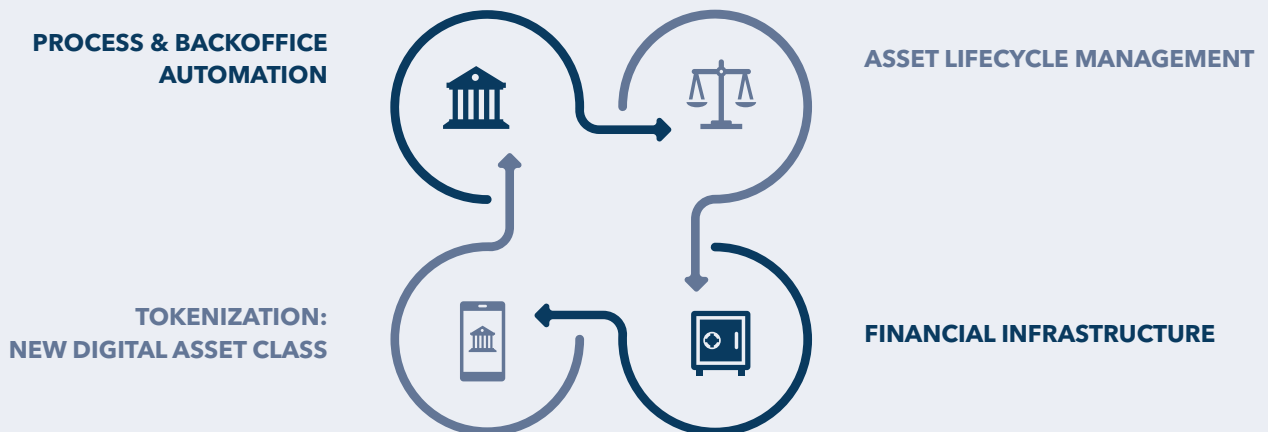 PROCESS & BACKOFFICE
AUTOMATION
ASSET LIFECYCLE MANAGEMENT
TOKENIZATION:
NEW DIGITAL ASSET CLASS
FINANCIAL INFRASTRUCTURE